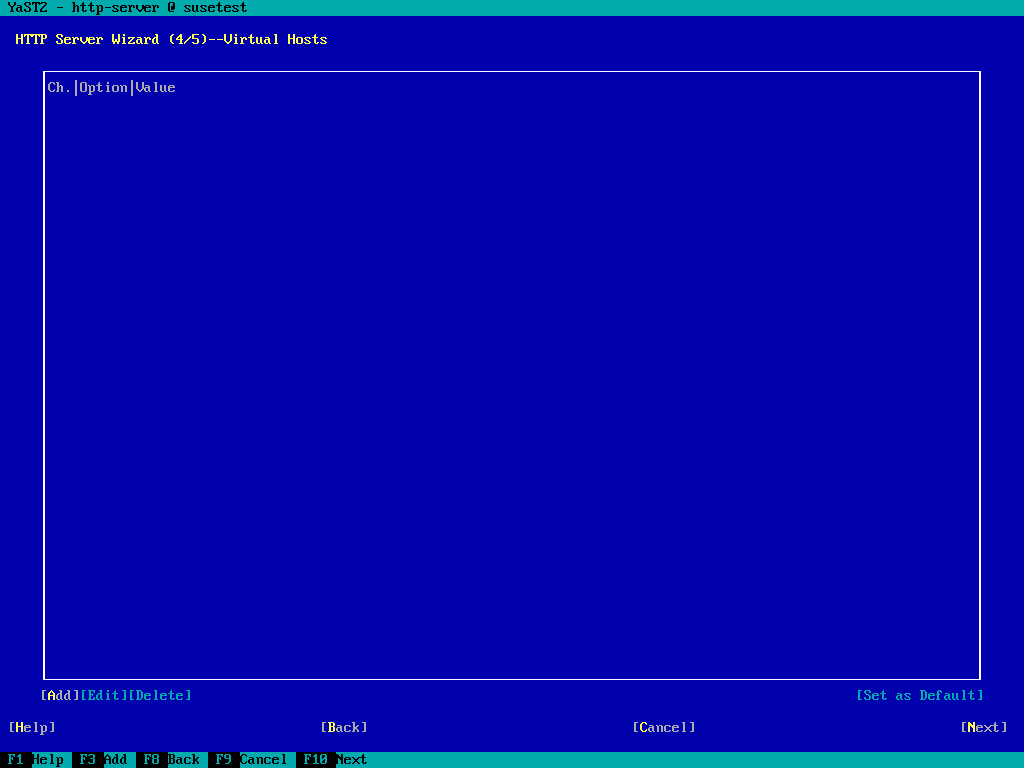 YaST2 - http-server @ susetest
HTTP Server Wizard (4/5)--Virtual Hosts
Ch.|Option|Value
[Add][Edit][Delete] [Set as Default]
[Help] [Back] [Cancel] [Next]
F1 Help F3 Add F8 Back F9 Cancel F10 Next